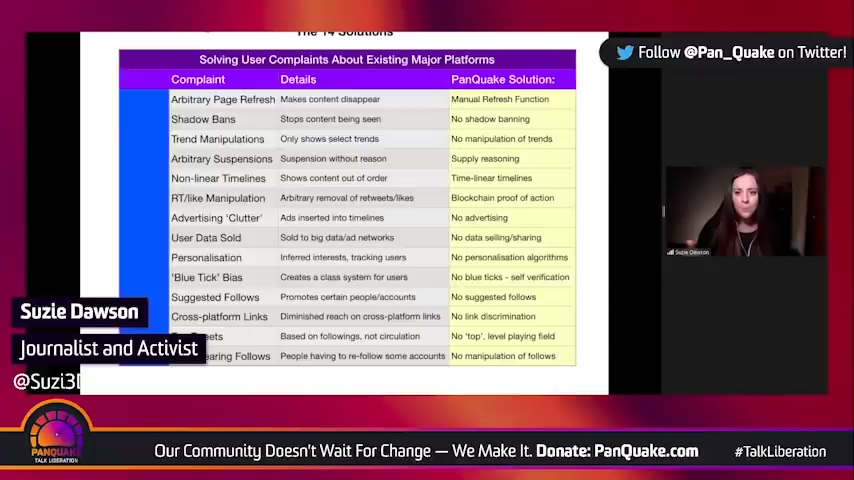 The 14 Solutions
Follow @Pan_Quake on Twitter!
Solving User Complaints About Existing Major Platforms
Complaint Details PanQuake Solution:
Arbitrary Page Refresh Makes content disappear Manual Refresh Function
Shadow Bans Stops content being seen No shadow banning
Trend Manipulations Only shows select trends No manipulation of trends
Arbitrary Suspensions Suspension without reason Supply reasoning
Non-linear Timelines Shows content out of order Time-linear timelines
RT/like Manipulation Arbitrary removal of retweets/likes Blockchain proof of action
Advertising ‘Clutter’ Ads inserted into timelines No advertising
User Data Sold Sold to big data/ad networks No data selling/sharing
Personalisation Inferred interests, tracking users No personalisation algorithms
‘Blue Tick’ Bias Creates a class system for users No blue ticks - self verification
Suggested Follows Promotes certain people/accounts No suggested follows
Cross-platform Links Diminished reach on cross-platform links No link discrimination
Based on followings, not circulation No ‘top’, level playing field
Follows People having to re-follow some accounts No manipulation of follows
Suzie Dawson
Suzie Dawson
Journalist and Activist
@Suzi3D
PANQUAKE
TALK LIBERATION
Our Community Doesn't Wait For Change — We Make It. Donate: PanQuake.com
#TalkLiberation